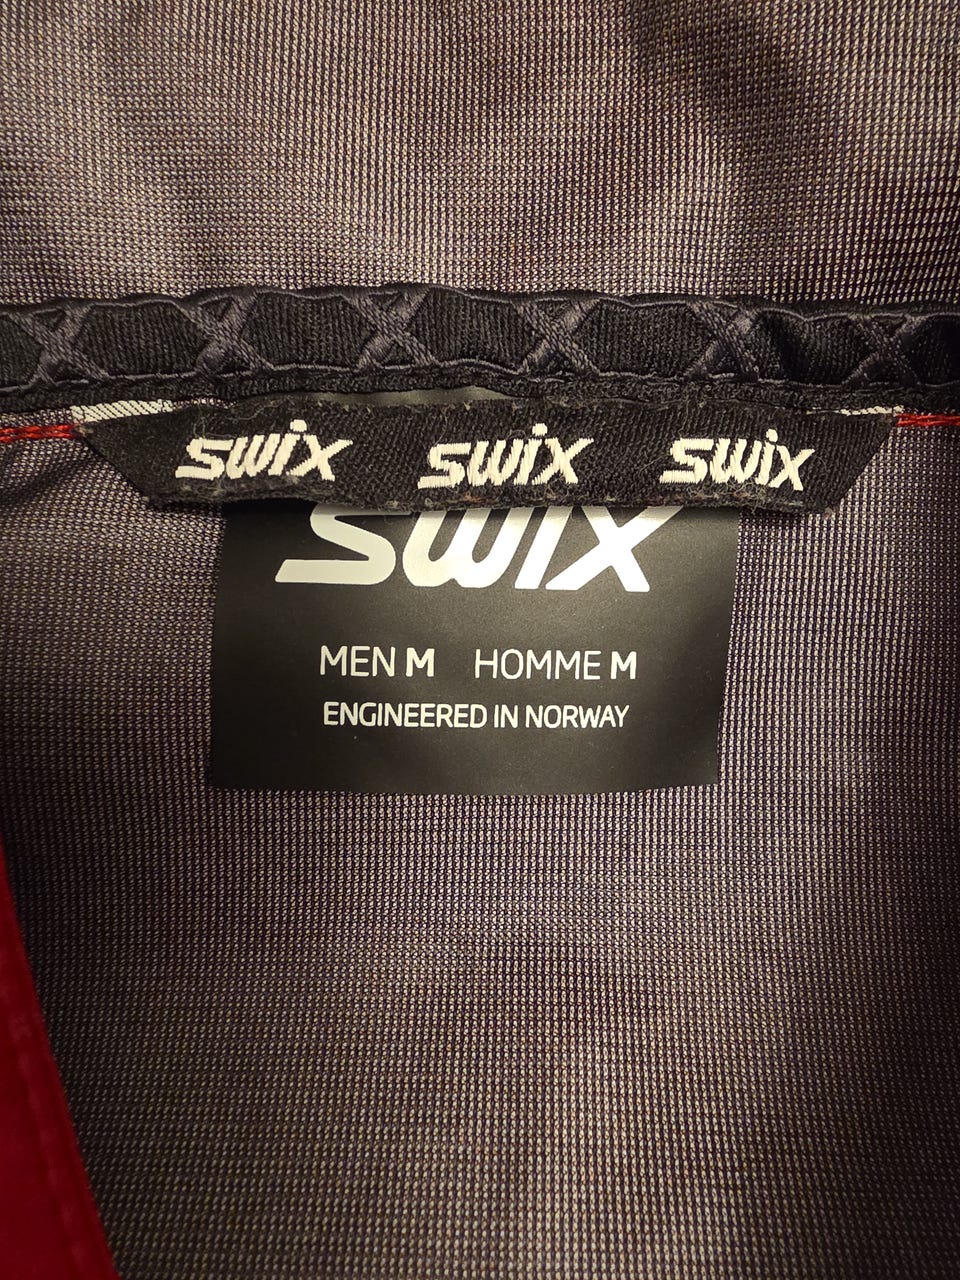 swix swix swix
swix
MEN M HOMME M
ENGINEERED IN NORWAY